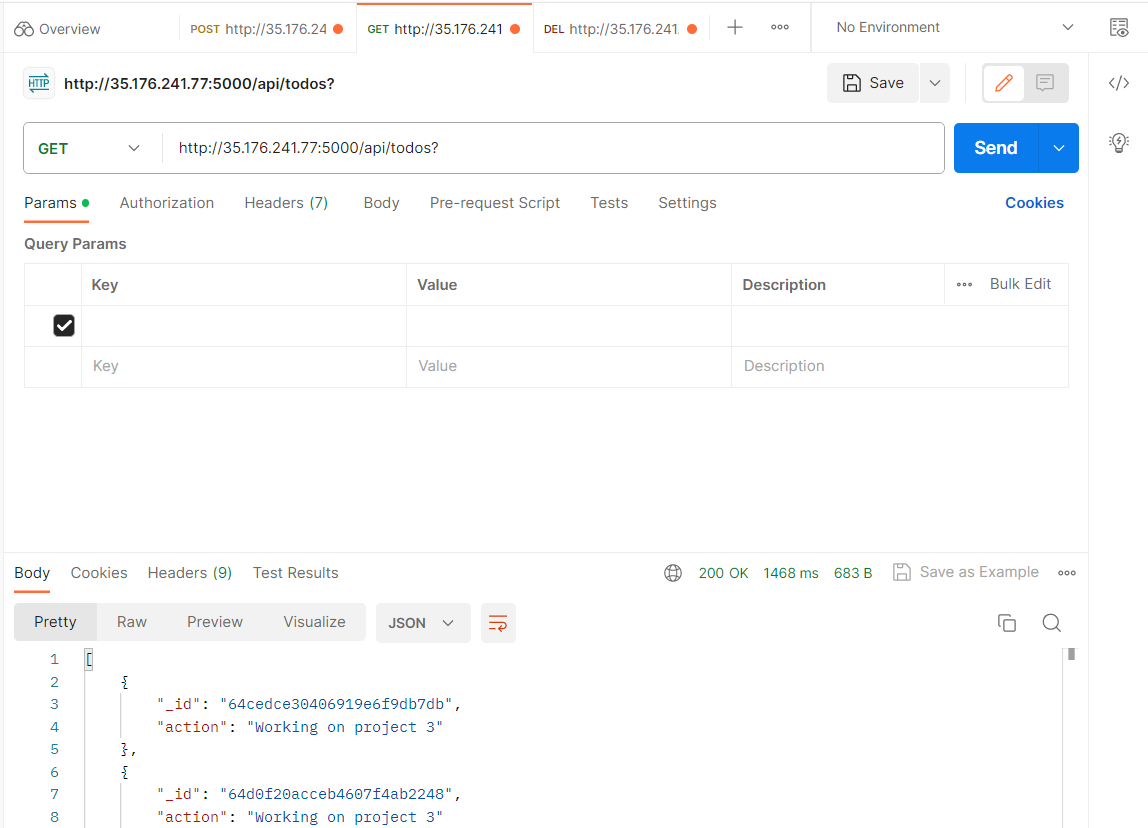 Overview POST http://35.176.24 GET http://35.176.241 DEL http://35.176.241. No Environment
HTTP http://35.176.241.77:5000/api/todos? Save
GET http://35.176.241.77:5000/api/todos? Send
Params Authorization Headers (7) Body Pre-request Script Tests Settings Cookies
Query Params
Key Value Description Bulk Edit
Key Value Description
Body Cookies Headers (9) Test Results 200 OK 1468 ms 683 B Save as Example
Pretty Raw Preview Visualize JSON
1 [
2 {
3 "_id": "64cedce30406919e6f9db7db",
4 "action": "Working on project 3"
5 },
6 {
7 "_id": "64d0f20acceb4607f4ab2248",
8 "action": "Working on project 3"